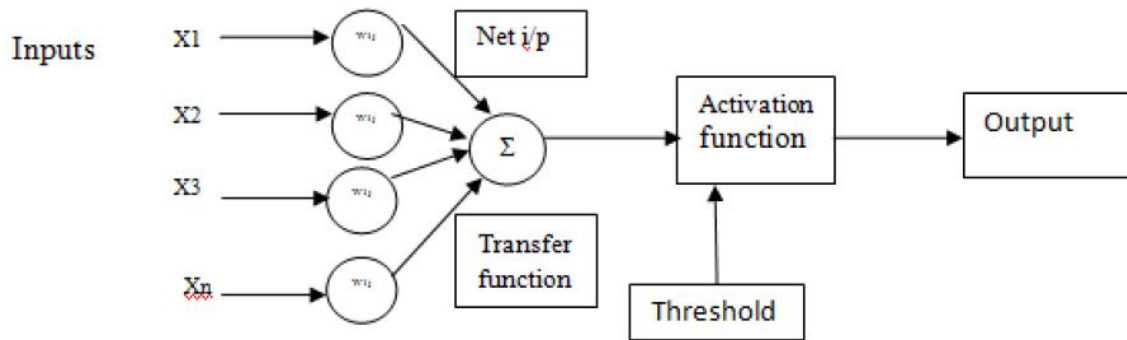 Inputs
X1
X2
X3
Xn
Net i/p
Σ
Transfer
function
Activation
function
Threshold
Output